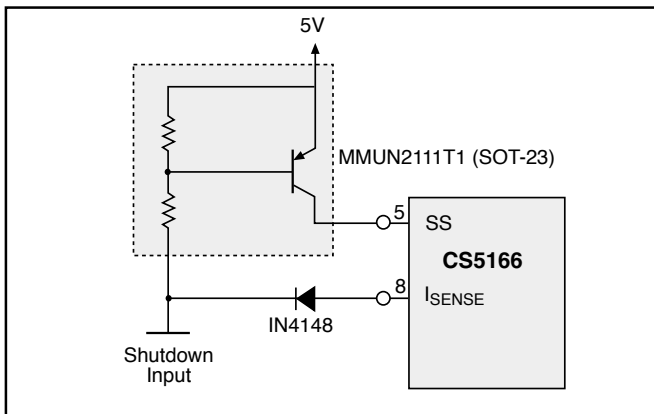 5V
MMUN2111T1 (SOT-23)
5
SS
CS5166
8
ISENSE
IN4148
Shutdown
Input